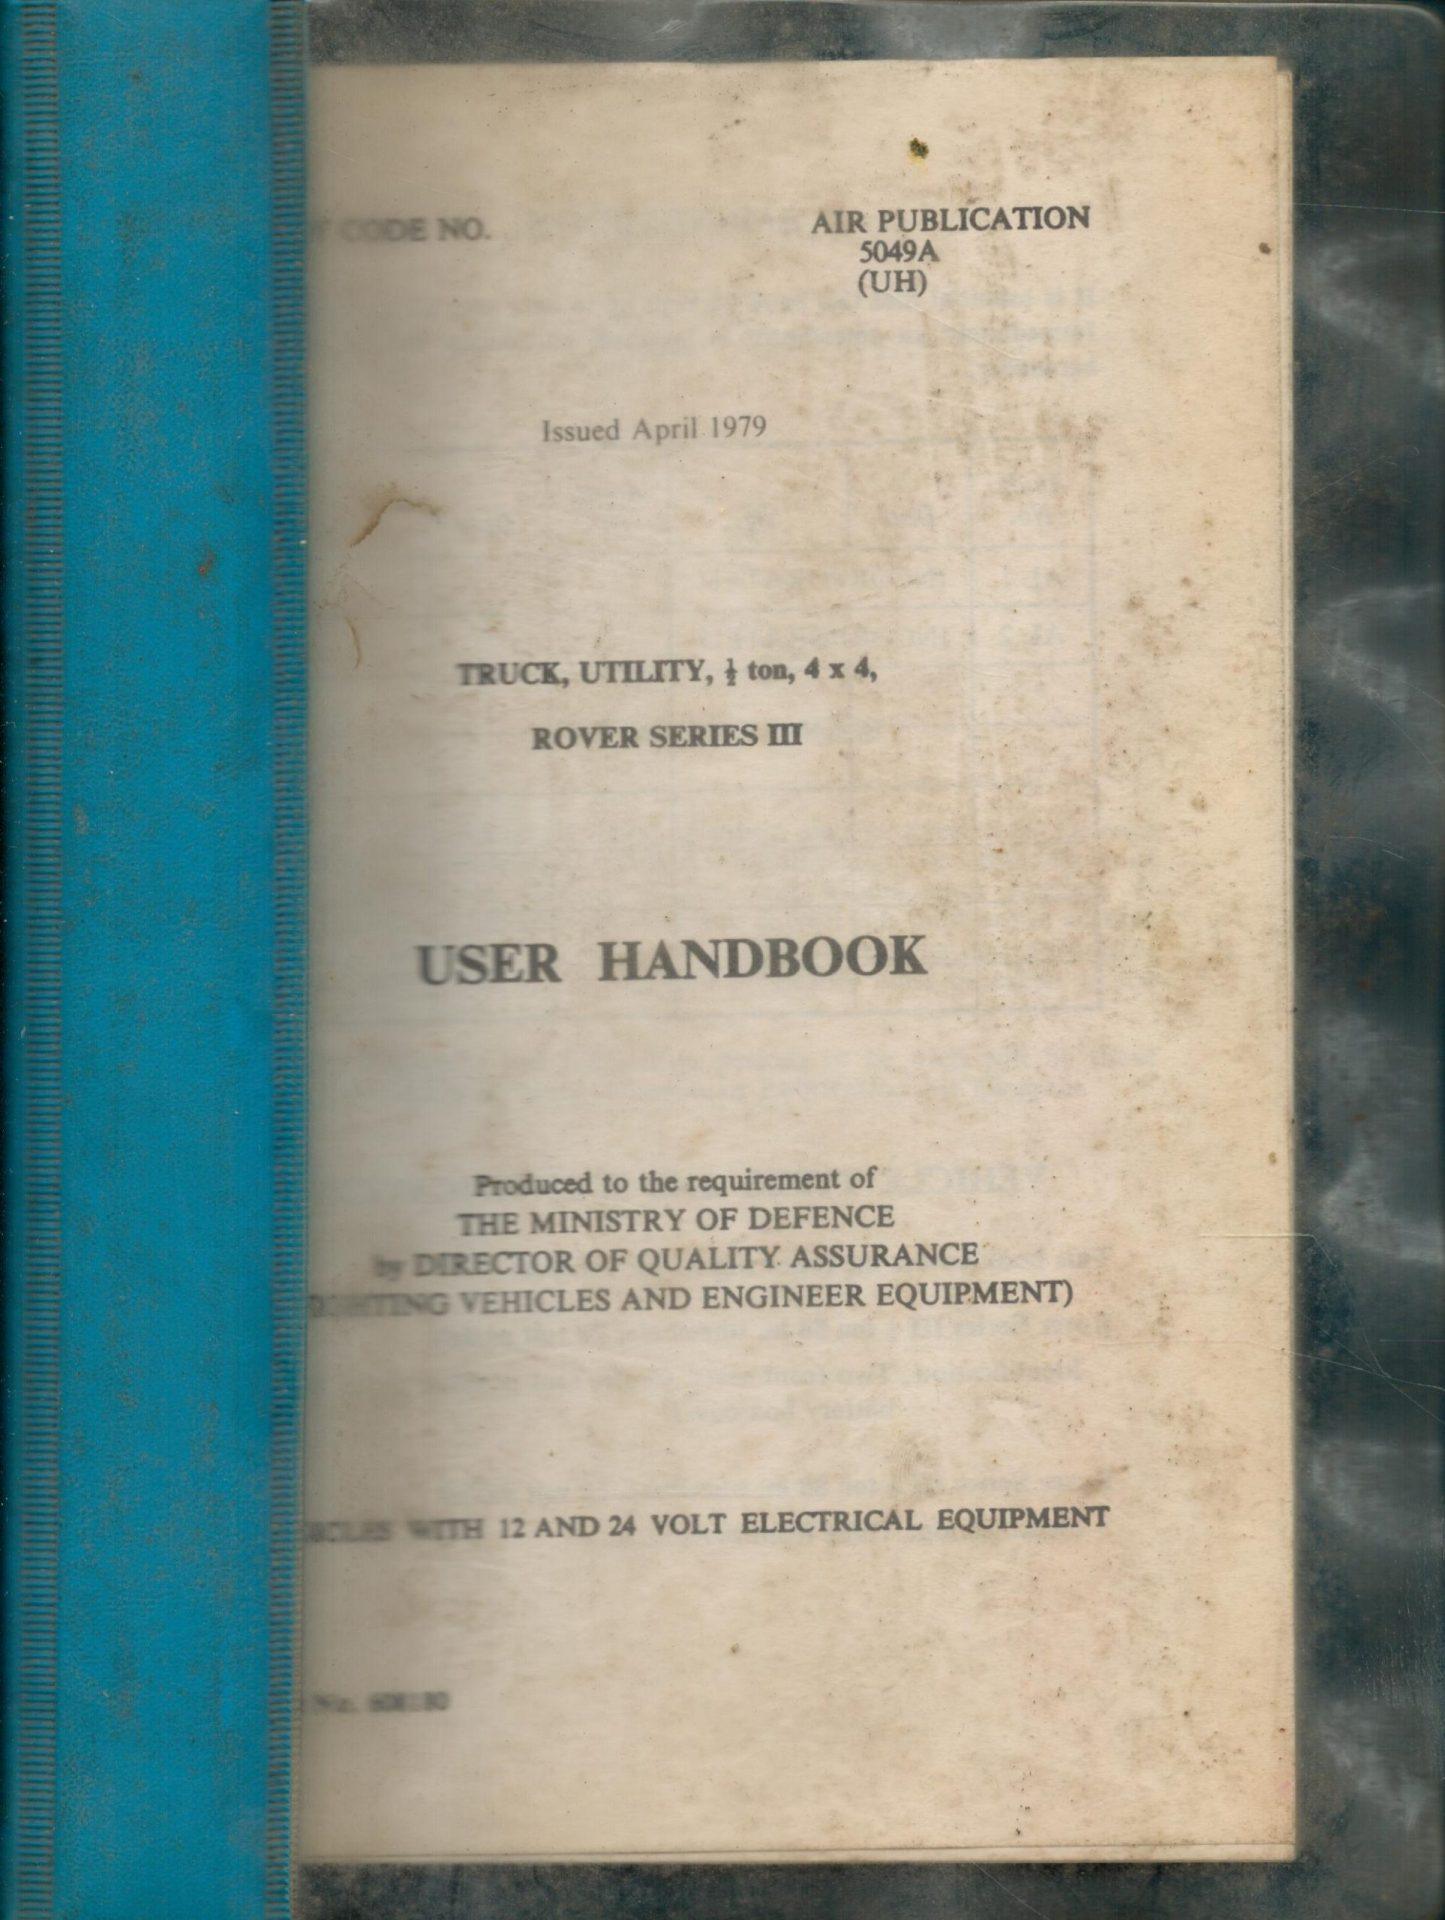 CODE NO.
AIR PUBLICATION
5049A
(UH)
Issued April 1979
TRUCK, UTILITY, ½ ton, 4 x 4,
ROVER SERIES III
USER HANDBOOK
Produced to the requirement of
THE MINISTRY OF DEFENCE
by DIRECTOR OF QUALITY ASSURANCE
VEHICLES AND ENGINEER EQUIPMENT)
WITH 12 AND 24 VOLT ELECTRICAL EQUIPMENT
No. 608180